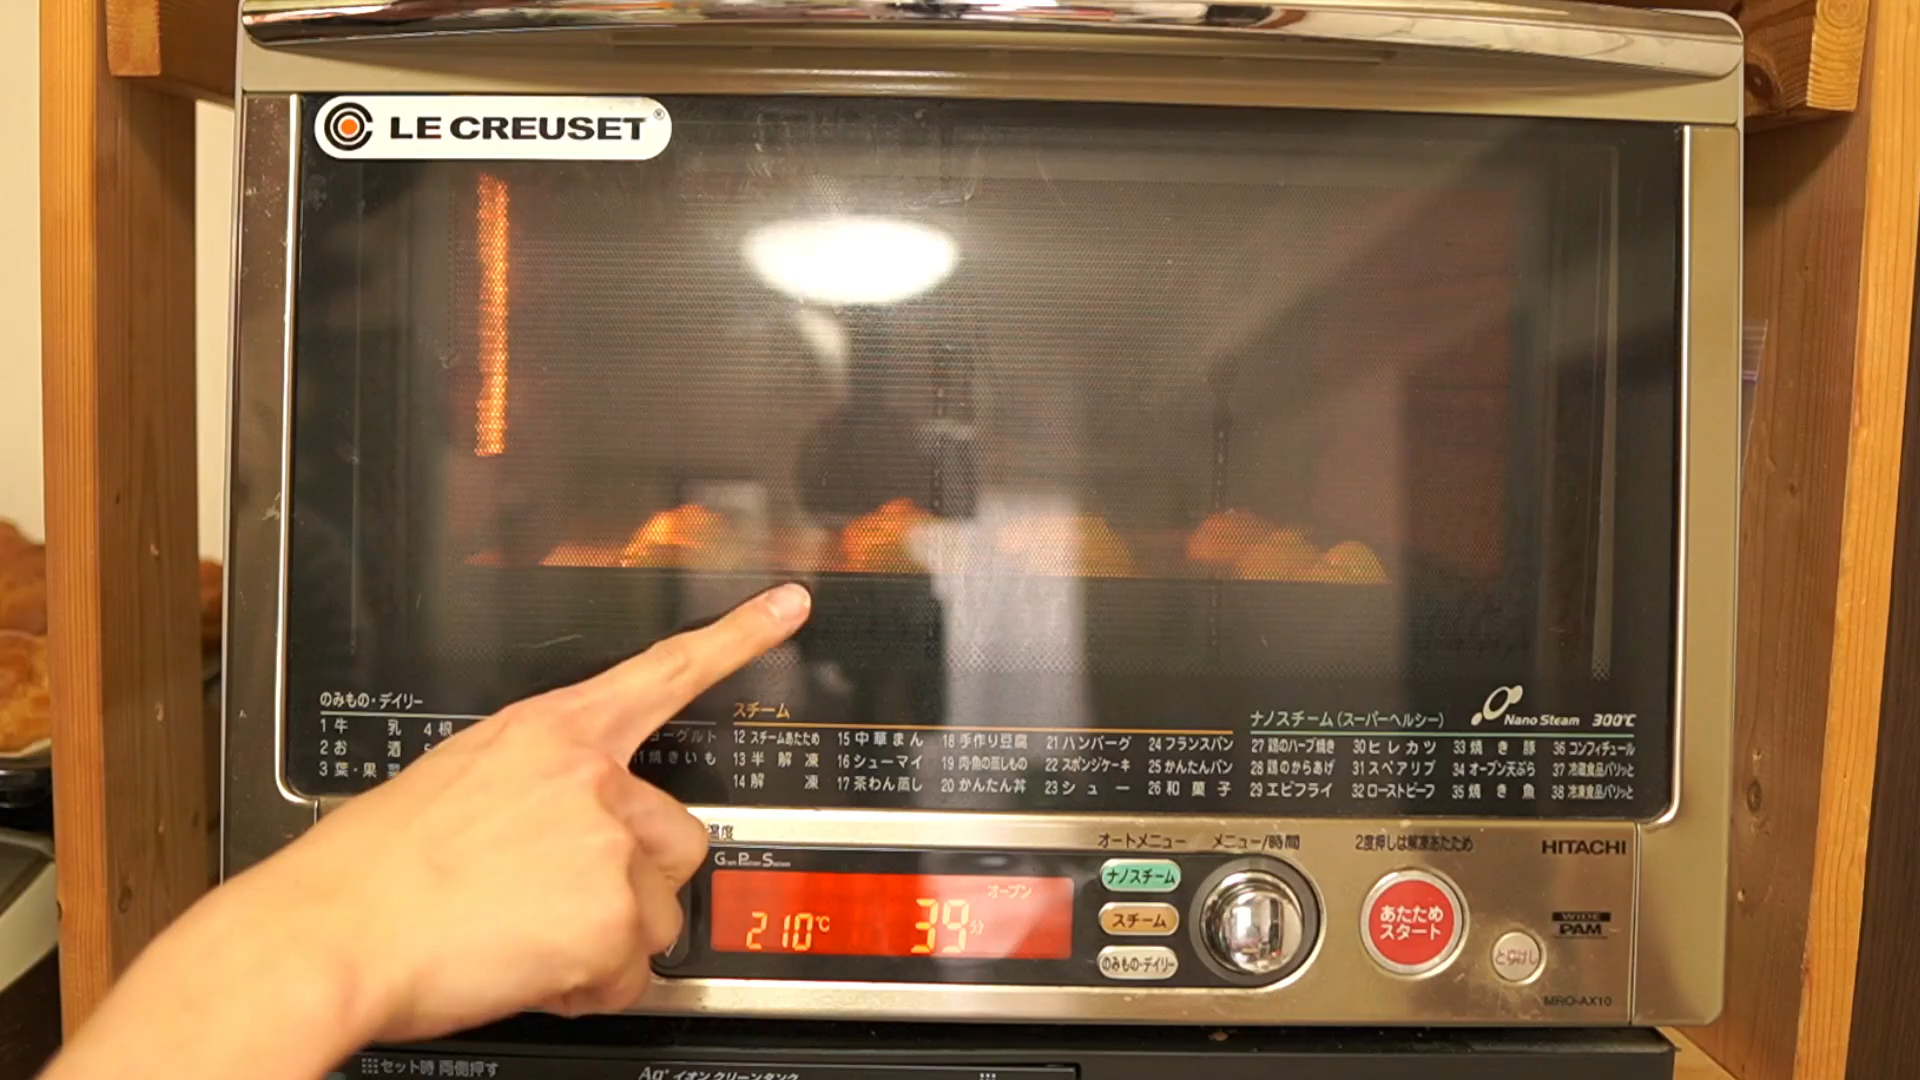 LE CREUSET®
のみもの・デイリー
1 牛 乳 4 根
2 お 酒
3 葉・果
ヨーグルト
11 焼きいも
スチーム
12 スチームあたため 15 中華まん 18 手作り豆腐 21 ハンバーグ 24 フランスパン
13 半解凍 16 シューマイ 19 肉・魚の蒸しもの 22 スポンジケーキ 25 かんたんパン
14 解凍 17 茶わん蒸し 20 かんたん丼 23 シュー 26 和菓子
ナノスチーム(スーパーヘルシー) Nano Steam 300℃
27 鶏のハーブ焼き 30 ヒレカツ 33 焼き豚 36 コンフィチュール
28 鶏のからあげ 31 スペアリブ 34 オーブン天ぷら 37 冷蔵食品パリッと
29 エビフライ 32 ローストビーフ 35 焼き魚 38 冷凍食品パリッと
温度
オートメニュー メニュー/時間 2度押しは解凍あたため HITACHI
オーブン
210℃ 39分
ナノスチーム
スチーム
のみもの・デイリー
あたため
スタート
とりけし
WIDE
PAM
MRO-AX10
セット時 両側押す
Ag+ イオンクリーンタンク